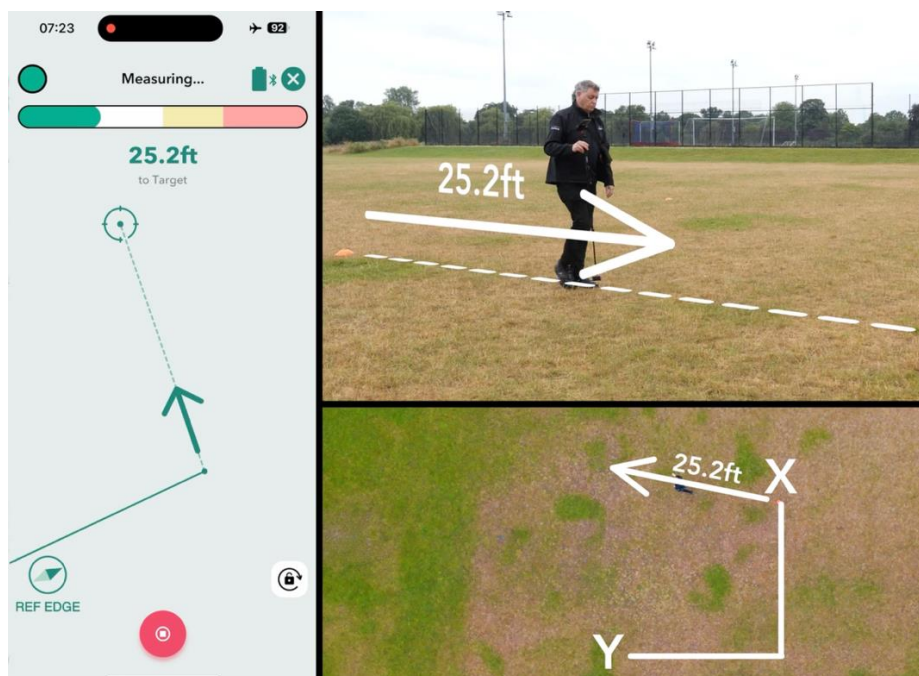 07:23
92
Measuring...
25.2ft
to Target
REF EDGE
25.2ft
25.2ft
X
Y